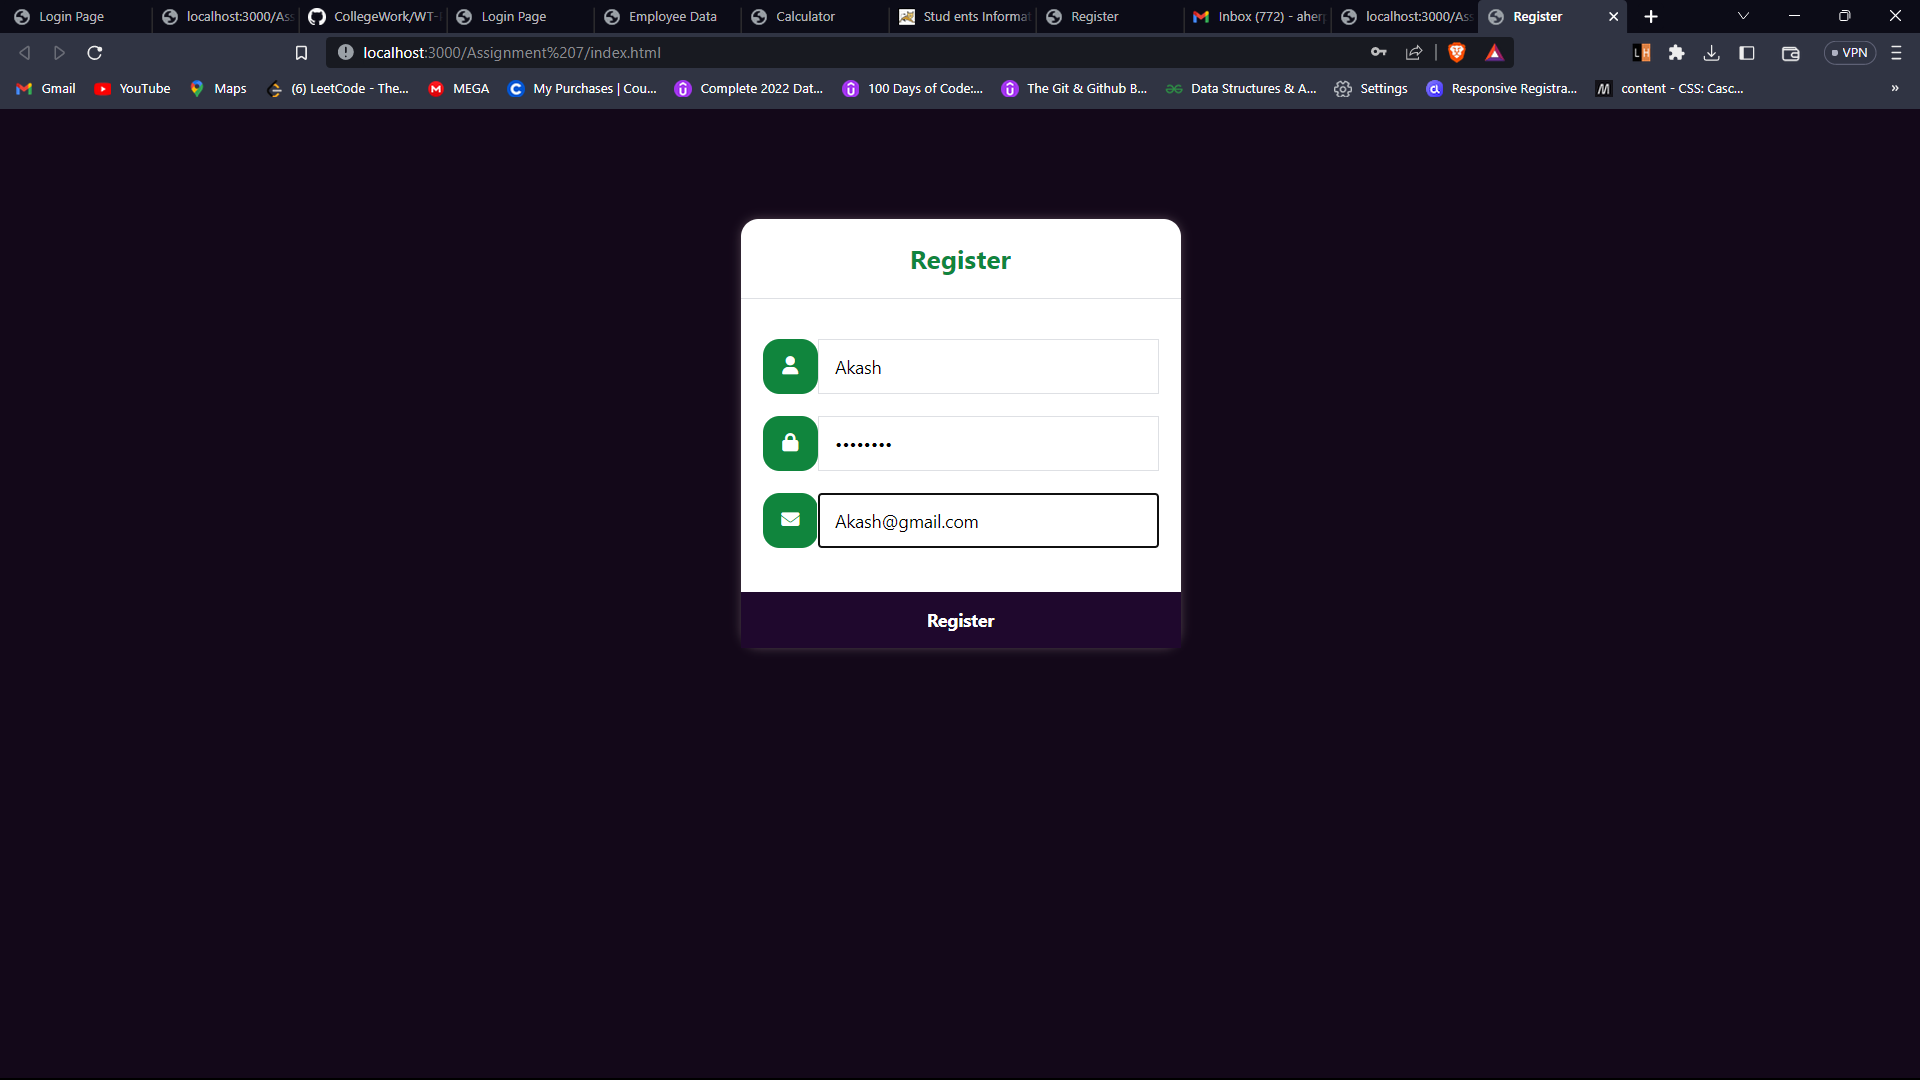 Login Page
localhost:3000/Ass
CollegeWork/WT-
Login Page
Employee Data
Calculator
Stud ents Informat
Register
Inbox (772) - aher
localhost:3000/Ass
Register
localhost:3000/Assignment%207/index.html
VPN
Gmail
YouTube
Maps
(6) LeetCode - The...
MEGA
My Purchases | Cou...
Complete 2022 Dat...
100 Days of Code:...
The Git & Github B...
Data Structures & A...
Settings
Responsive Registra...
content - CSS: Casc...
»
Register
Akash
••••••••
Akash@gmail.com
Register